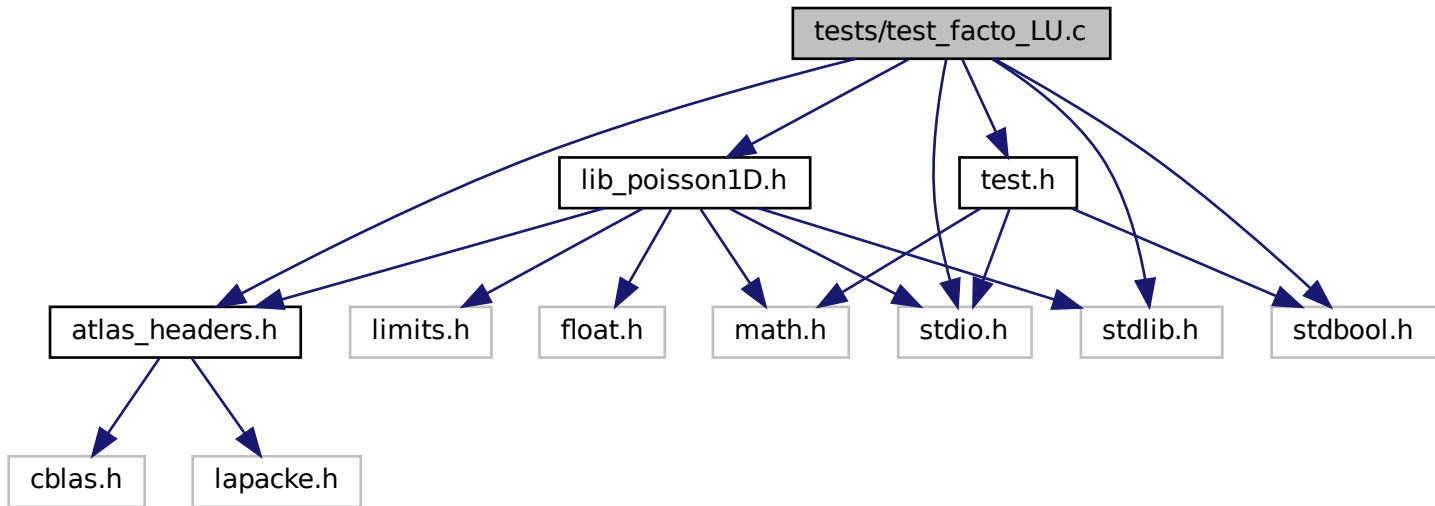 tests/test_facto_LU.c
lib_poisson1D.h
test.h
atlas_headers.h
limits.h
float.h
math.h
stdio.h
stdlib.h
stdbool.h
cblas.h
lapacke.h